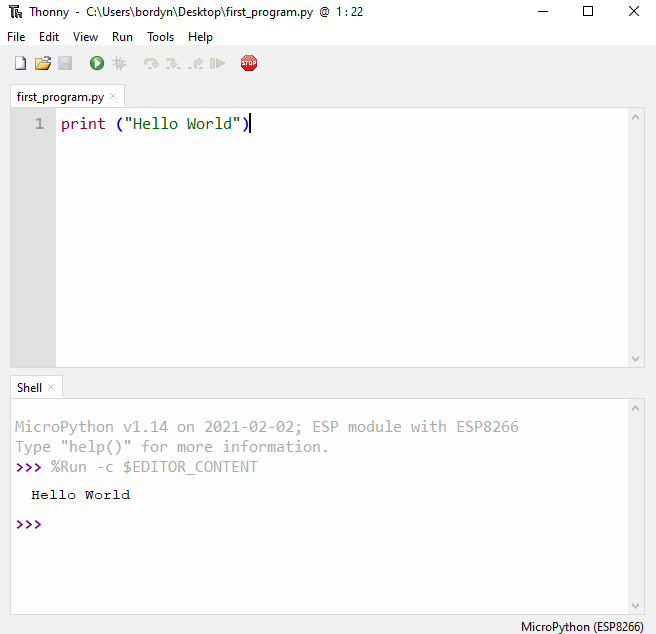 Thonny - C:\Users\bordyn\Desktop\first_program.py @ 1:22
File Edit View Run Tools Help
STOP
first_program.py ×
1 print ("Hello World")
Shell ×
MicroPython v1.14 on 2021-02-02; ESP module with ESP8266
Type "help()" for more information.
>>> %Run -c $EDITOR_CONTENT
Hello World
>>>
MicroPython (ESP8266)